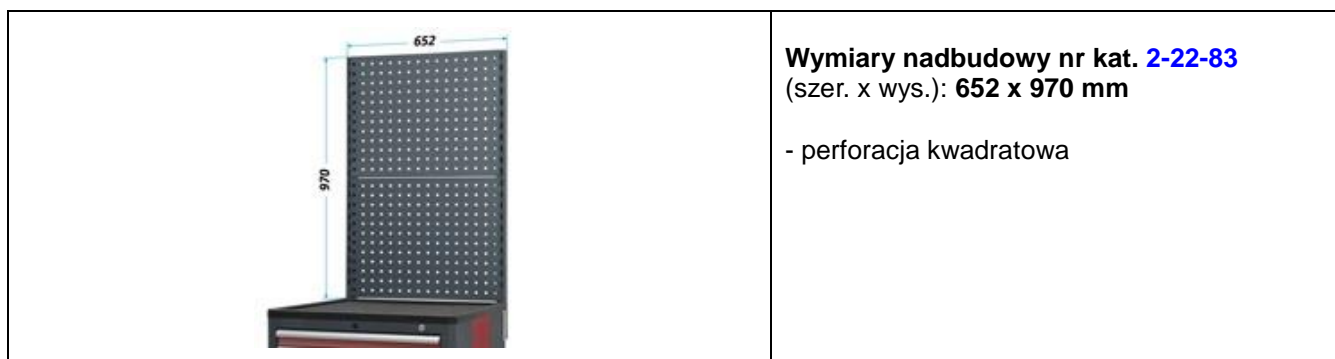 652
970
Wymiary nadbudowy nr kat. 2-22-83
(szer. x wys.): 652 x 970 mm
- perforacja kwadratowa